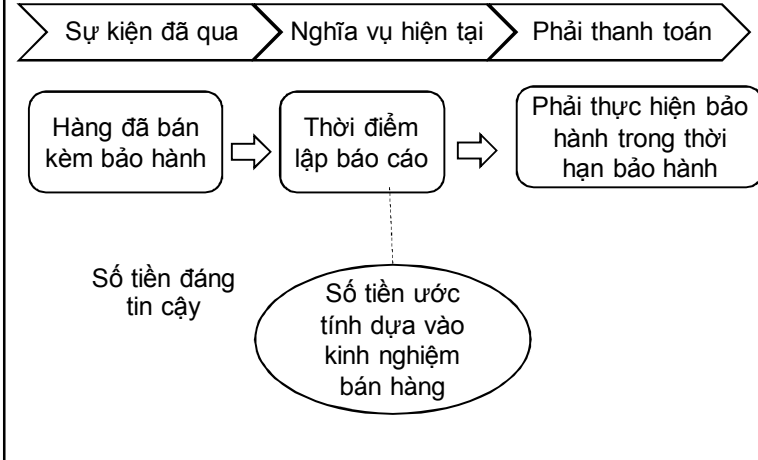 Sự kiện đã qua
Nghĩa vụ hiện tại
Phải thanh toán
Hàng đã bán
kèm bảo hành
Thời điểm
lập báo cáo
Phải thực hiện bảo
hành trong thời
hạn bảo hành
Số tiền đáng
tin cậy
Số tiền ước
tính dựa vào
kinh nghiệm
bán hàng